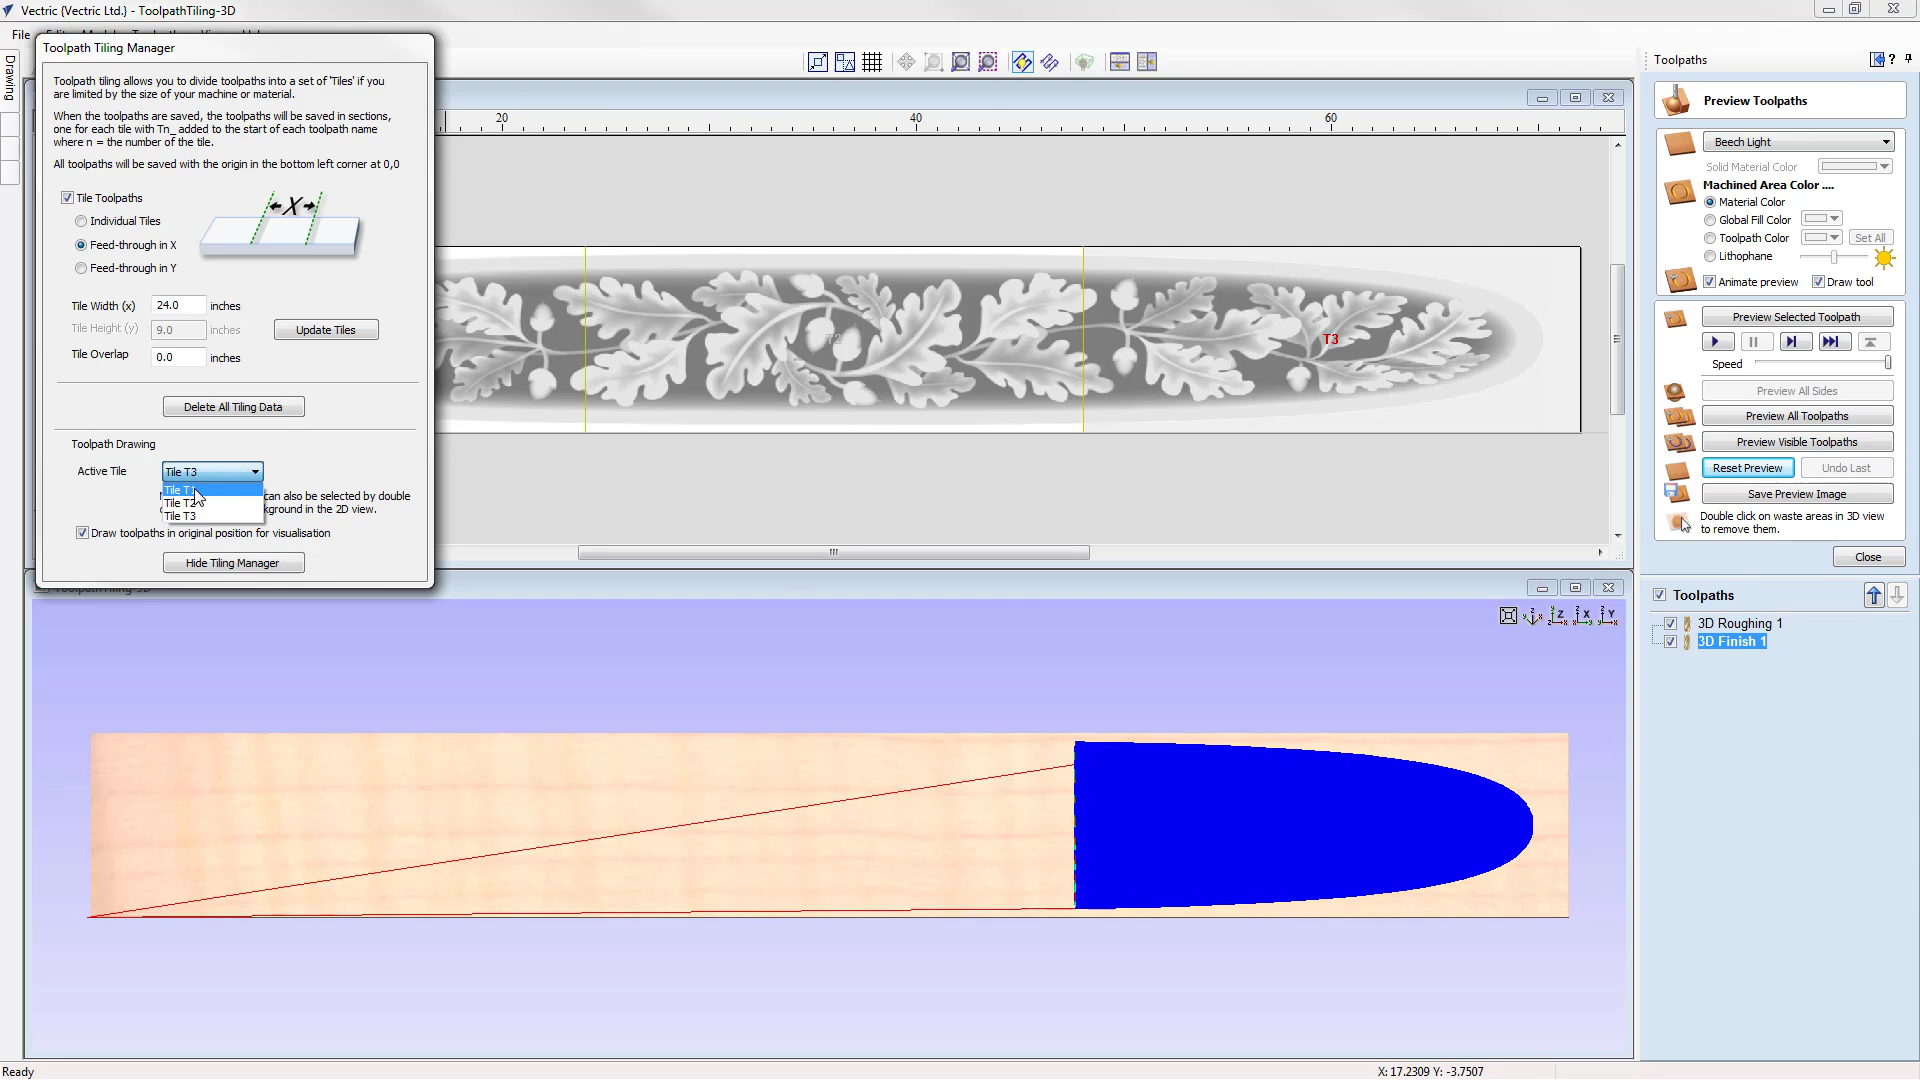 Vectric {Vectric Ltd.} - ToolpathTiling-3D
File
Toolpath Tiling Manager
Toolpath tiling allows you to divide toolpaths into a set of 'Tiles' if you
are limited by the size of your machine or material.
When the toolpaths are saved, the toolpaths will be saved in sections,
one for each tile with Tn_ added to the start of each toolpath name
where n = the number of the tile.
All toolpaths will be saved with the origin in the bottom left corner at 0,0
Tile Toolpaths
Individual Tiles
Feed-through in X
Feed-through in Y
X
Tile Width (x) 24.0 inches
Tile Height (y) 9.0 inches
Update Tiles
Tile Overlap 0.0 inches
Delete All Tiling Data
Toolpath Drawing
Active Tile Tile T3
Tile T1
Tile T2
Tile T3
can also be selected by double
ground in the 2D view.
Draw toolpaths in original position for visualisation
Hide Tiling Manager
Drawing
20 40 60
T2
T3
Toolpaths
Preview Toolpaths
Beech Light
Solid Material Color
Machined Area Color ....
Material Color
Global Fill Color
Toolpath Color Set All
Lithophane
Animate preview Draw tool
Preview Selected Toolpath
Speed
Preview All Sides
Preview All Toolpaths
Preview Visible Toolpaths
Reset Preview Undo Last
Save Preview Image
Double click on waste areas in 3D view
to remove them.
Close
Toolpaths
3D Roughing 1
3D Finish 1
Ready
X: 17.2309 Y: -3.7507